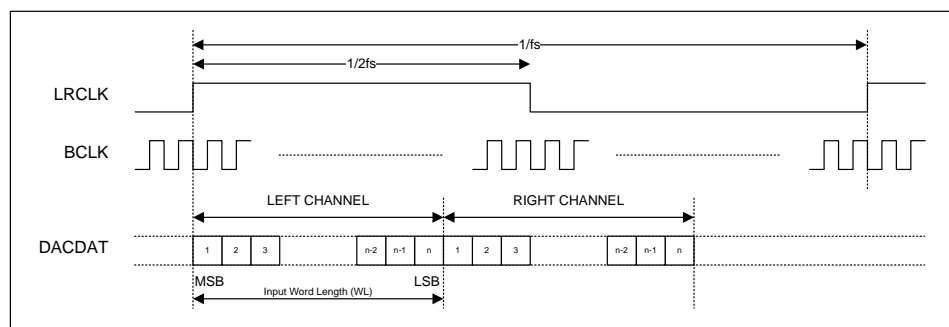 1/fs
1/2fs
LRCLK
BCLK
LEFT CHANNEL RIGHT CHANNEL
DACDAT
1 2 3 n-2 n-1 n 1 2 3 n-2 n-1 n
MSB LSB
Input Word Length (WL)